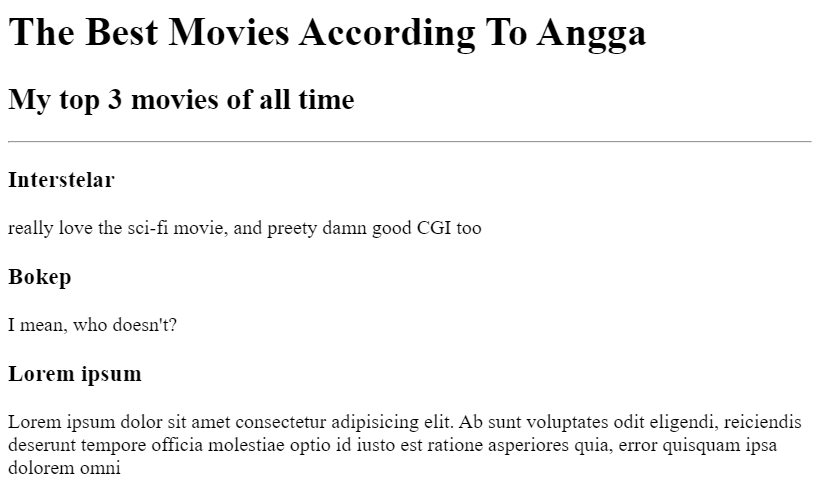 The Best Movies According To Angga
My top 3 movies of all time
Interstelar
really love the sci-fi movie, and preety damn good CGI too
Bokep
I mean, who doesn't?
Lorem ipsum
Lorem ipsum dolor sit amet consectetur adipisicing elit. Ab sunt voluptates odit eligendi, reiciendis
deserunt tempore officia molestiae optio id iusto est ratione asperiores quia, error quisquam ipsa
dolorem omni